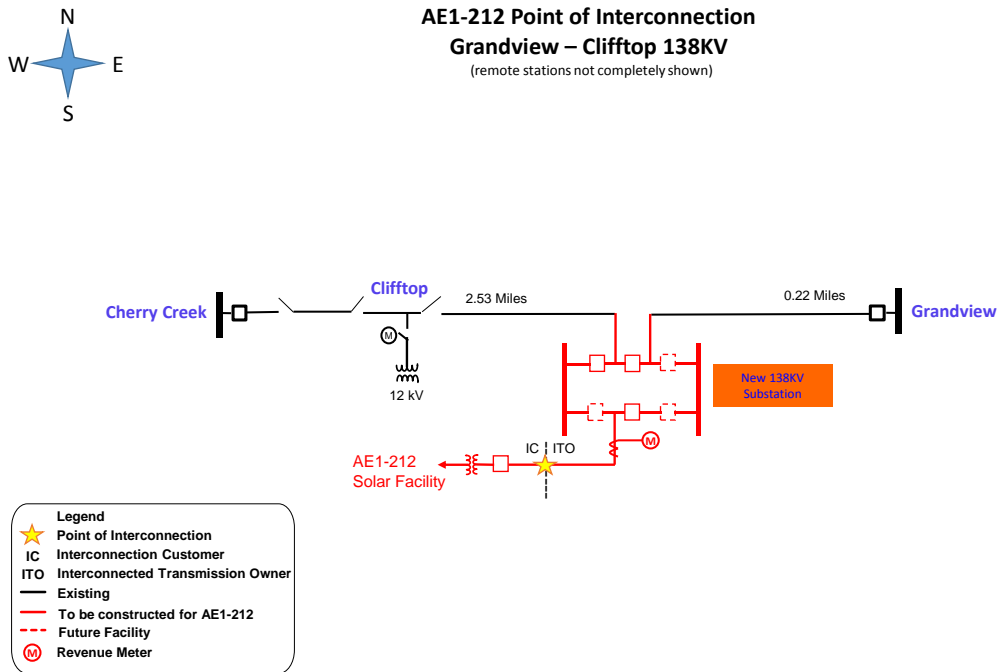 N
W
E
S
AE1-212 Point of Interconnection
Grandview – Clifftop 138KV
(remote stations not completely shown)
Cherry Creek
Clifftop
2.53 Miles
0.22 Miles
Grandview
M
12 kV
New 138KV
Substation
M
IC
ITO
AE1-212
Solar Facility
Legend
Point of Interconnection
IC Interconnection Customer
ITO Interconnected Transmission Owner
Existing
To be constructed for AE1-212
Future Facility
M Revenue Meter